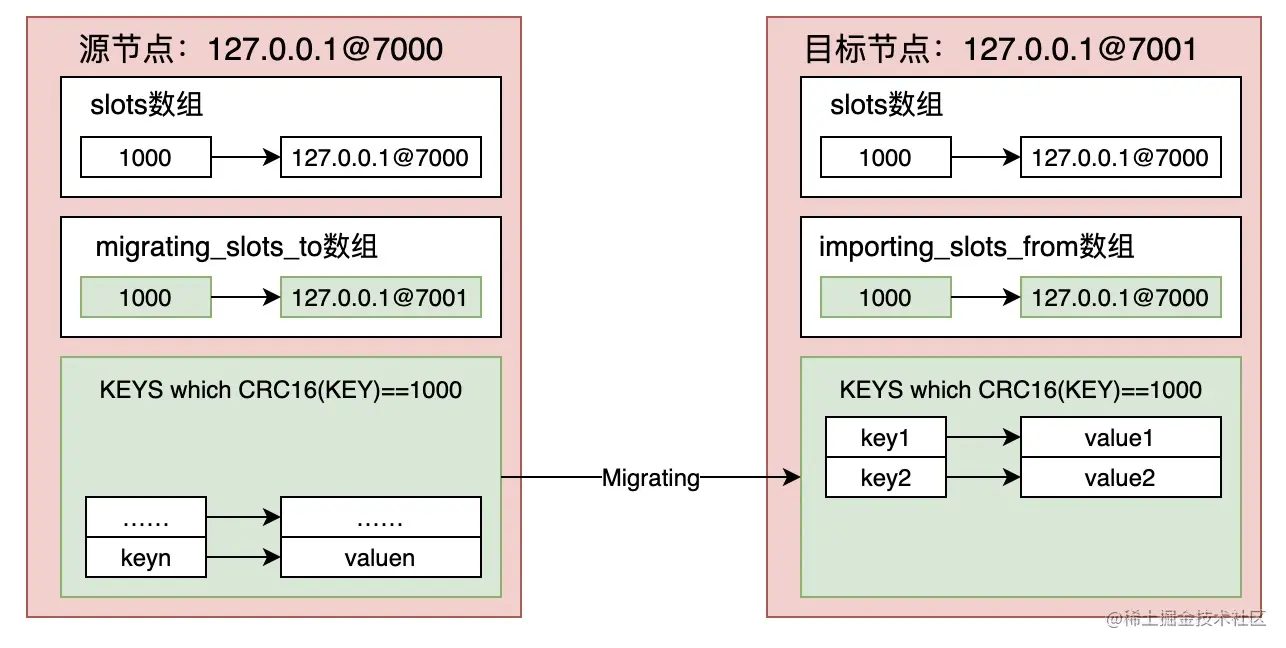 源节点：127.0.0.1@7000
slots数组
1000
127.0.0.1@7000
migrating_slots_to数组
1000
127.0.0.1@7001
KEYS which CRC16(KEY)==1000
……
……
keyn
valuen
Migrating
目标节点：127.0.0.1@7001
slots数组
1000
127.0.0.1@7000
importing_slots_from数组
1000
127.0.0.1@7000
KEYS which CRC16(KEY)==1000
key1
value1
key2
value2
@稀土掘金技术社区